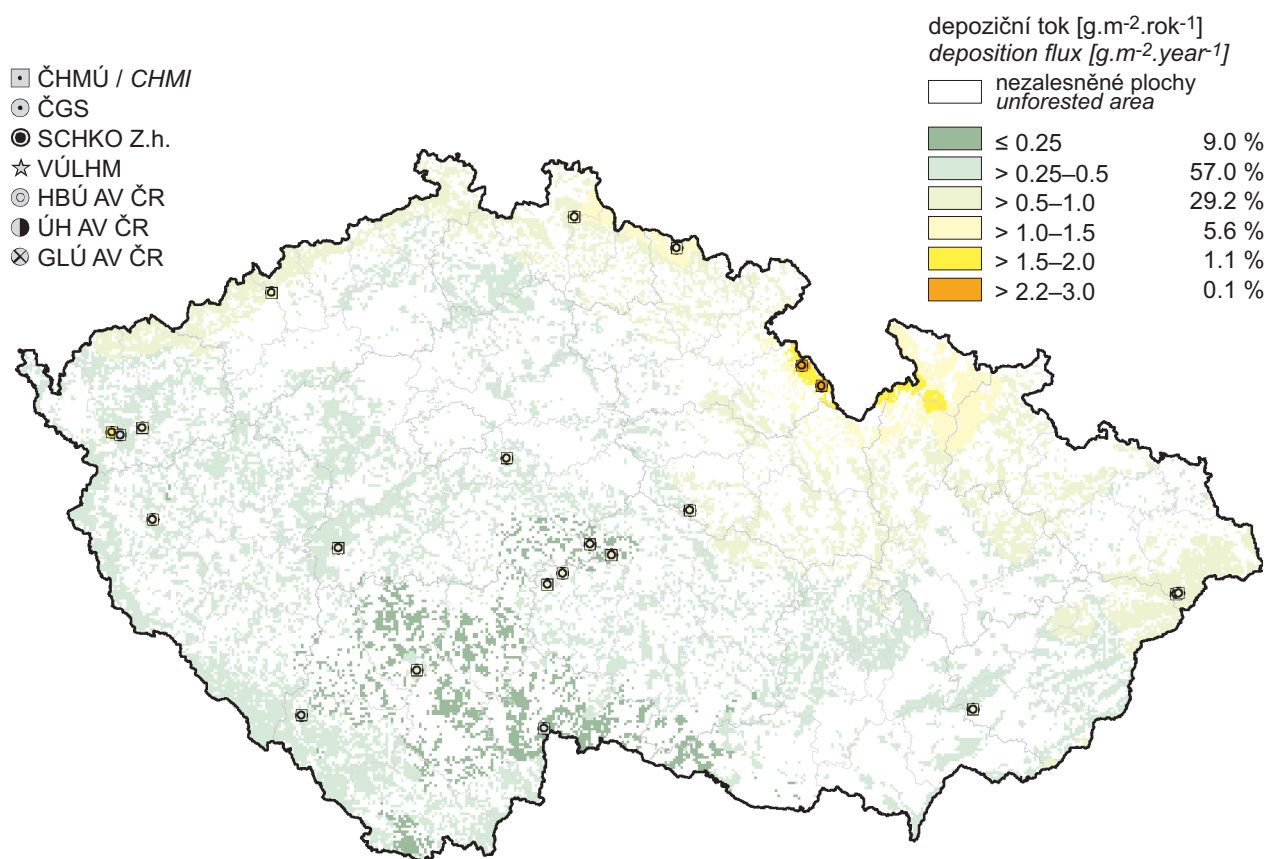 ČHMÚ / CHMI
ČGS
SCHKO Z.h.
VÚLHM
HBÚ AV ČR
ÚH AV ČR
GLÚ AV ČR
depoziční tok [g.m-2.rok-1]
deposition flux [g.m-2.year-1]
nezalesněné plochy
unforested area
≤ 0.25 9.0 %
> 0.25–0.5 57.0 %
> 0.5–1.0 29.2 %
> 1.0–1.5 5.6 %
> 1.5–2.0 1.1 %
> 2.2–3.0 0.1 %